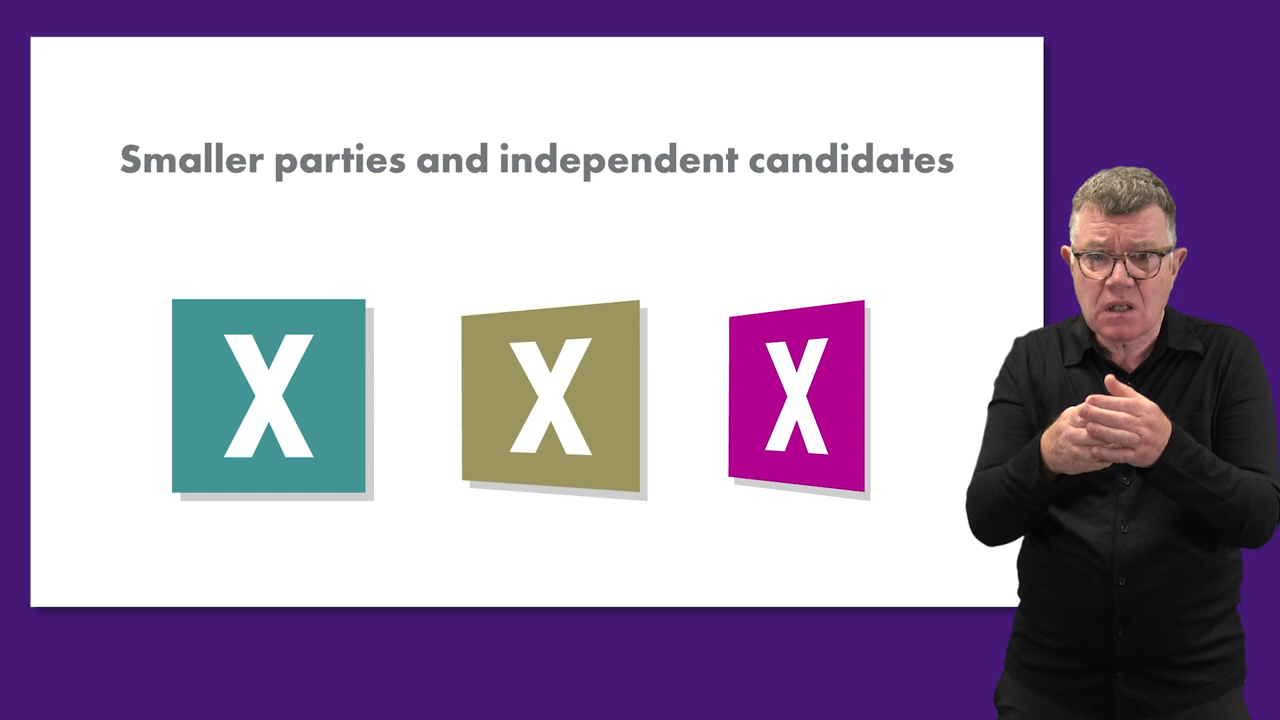 Smaller parties and independent candidates
X X X